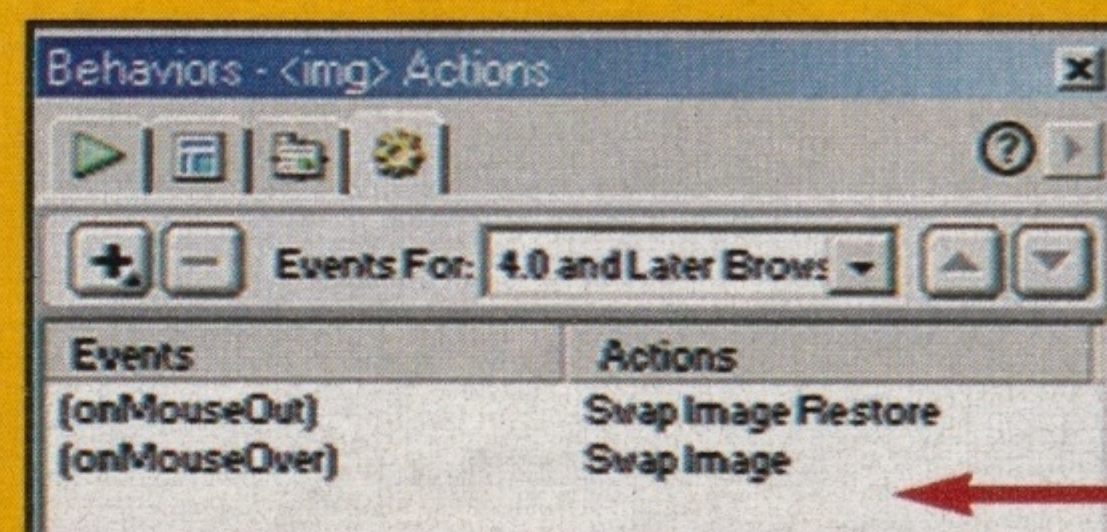 Behaviors - <img> Actions
Events For: 4.0 and Later Brows
Events Actions
(onMouseOut) Swap Image Restore
(onMouseOver) Swap Image